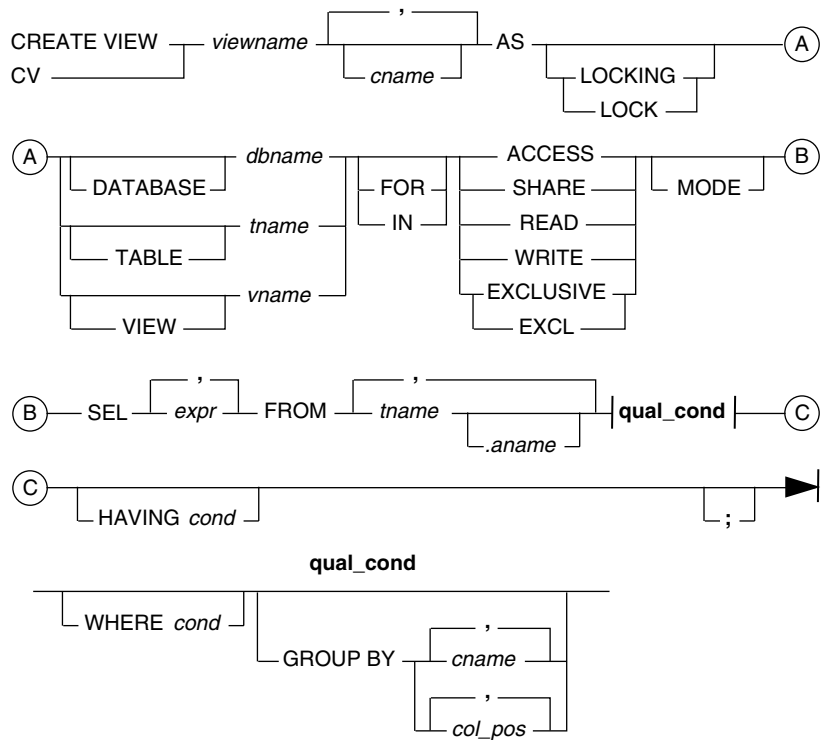 ,
CREATE VIEW viewname AS A
CV cname LOCKING
LOCK
A dbname ACCESS B
DATABASE FOR SHARE MODE
tname IN READ
TABLE WRITE
vname EXCLUSIVE
VIEW EXCL
, ,
B SEL expr FROM tname qual_cond C
.aname
C
HAVING cond ;
qual_cond
WHERE cond ,
GROUP BY cname
,
col_pos